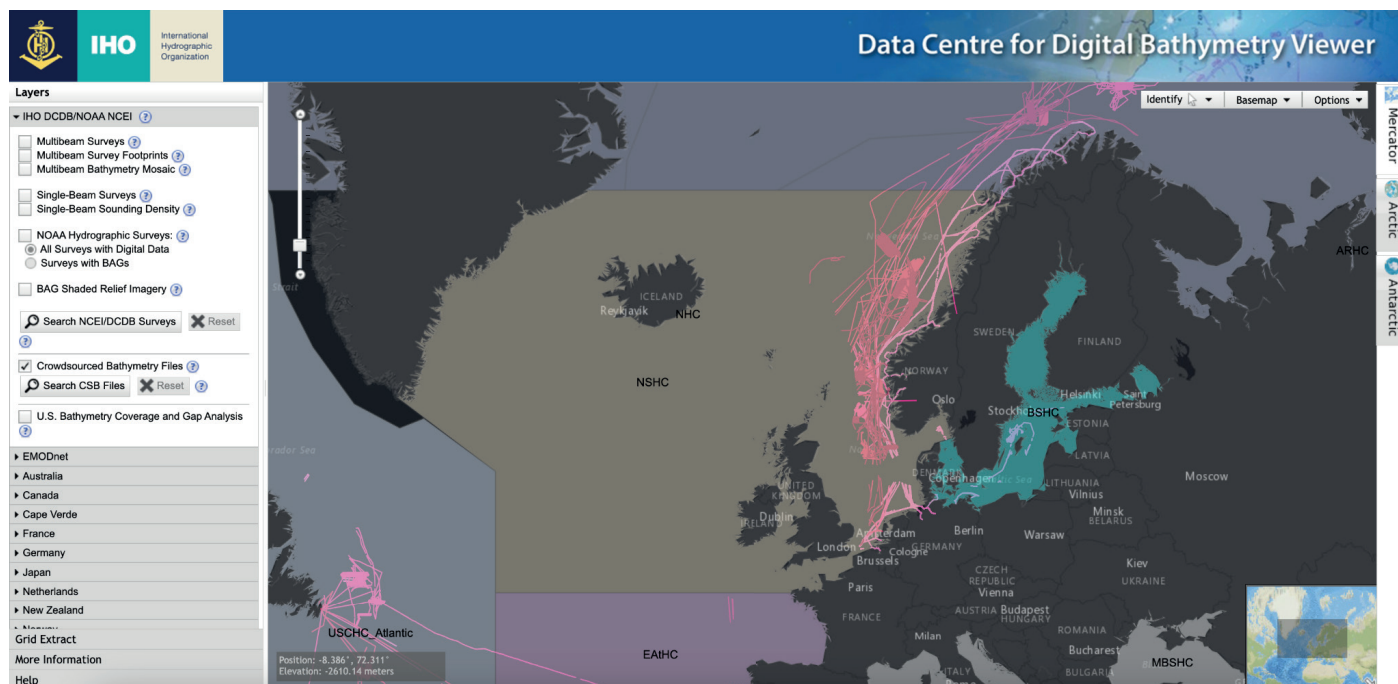 IHO
International
Hydrographic
Organization
Data Centre for Digital Bathymetry Viewer
Layers
IHO DCDB/NOAA NCEI
Multibeam Surveys
Multibeam Survey Footprints
Multibeam Bathymetry Mosaic
Single-Beam Surveys
Single-Beam Sounding Density
NOAA Hydrographic Surveys:
All Surveys with Digital Data
Surveys with BAGs
BAG Shaded Relief Imagery
Search NCEI/DCDB Surveys
Reset
Crowdsourced Bathymetry Files
Search CSB Files
Reset
U.S. Bathymetry Coverage and Gap Analysis
EMODnet
Australia
Canada
Cape Verde
France
Germany
Japan
Netherlands
New Zealand
Grid Extract
More Information
Help
Identify
Basemap
Options
Mercator
Arctic
Antarctic
ARHC
Strait
ICELAND
Reykjavik
NHC
SWEDEN
FINLAND
NSHC
NORWAY
Oslo
Helsinki
Saint
Petersburg
BSHC
ESTONIA
LATVIA
Moscow
DENMARK
Copenhagen
LITHUANIA
Vilnius
UNITED
KINGDOM
Minsk
BELARUS
Dublin
IRELAND
Amsterdam
Berlin
Warsaw
London
Cologne
GERMANY
Brussels
Kiev
CZECH
REPUBLIC
UKRAINE
Paris
Vienna
AUSTRIA
Budapest
HUNGARY
FRANCE
ROMANIA
USCHC_Atlantic
Milan
Bucharest
EAtHC
MBSHC
ITALY
BULGARIA
Position: -8.386°, 72.311°
Elevation: -2610.14 meters